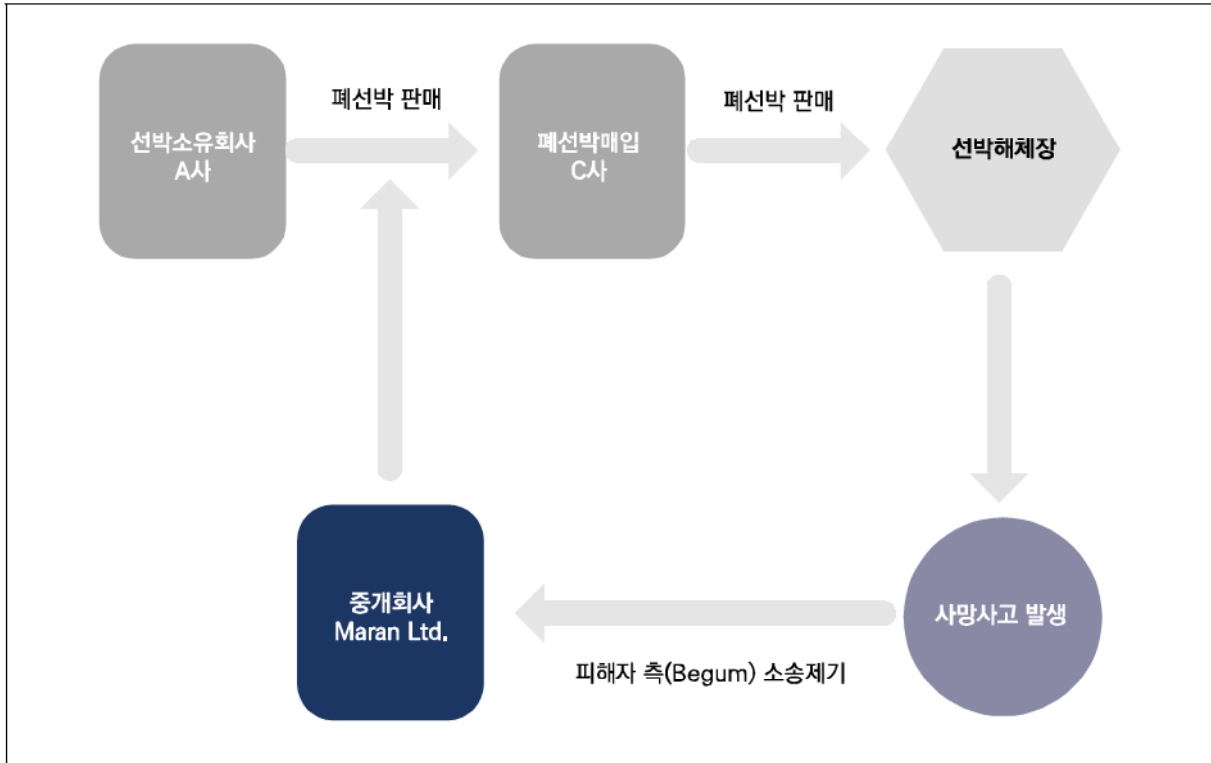 폐선박 판매
폐선박 판매
선박소유회사
A사
폐선박매입
C사
선박해체장
중개회사
Maran Ltd.
사망사고 발생
피해자 측(Begum) 소송제기